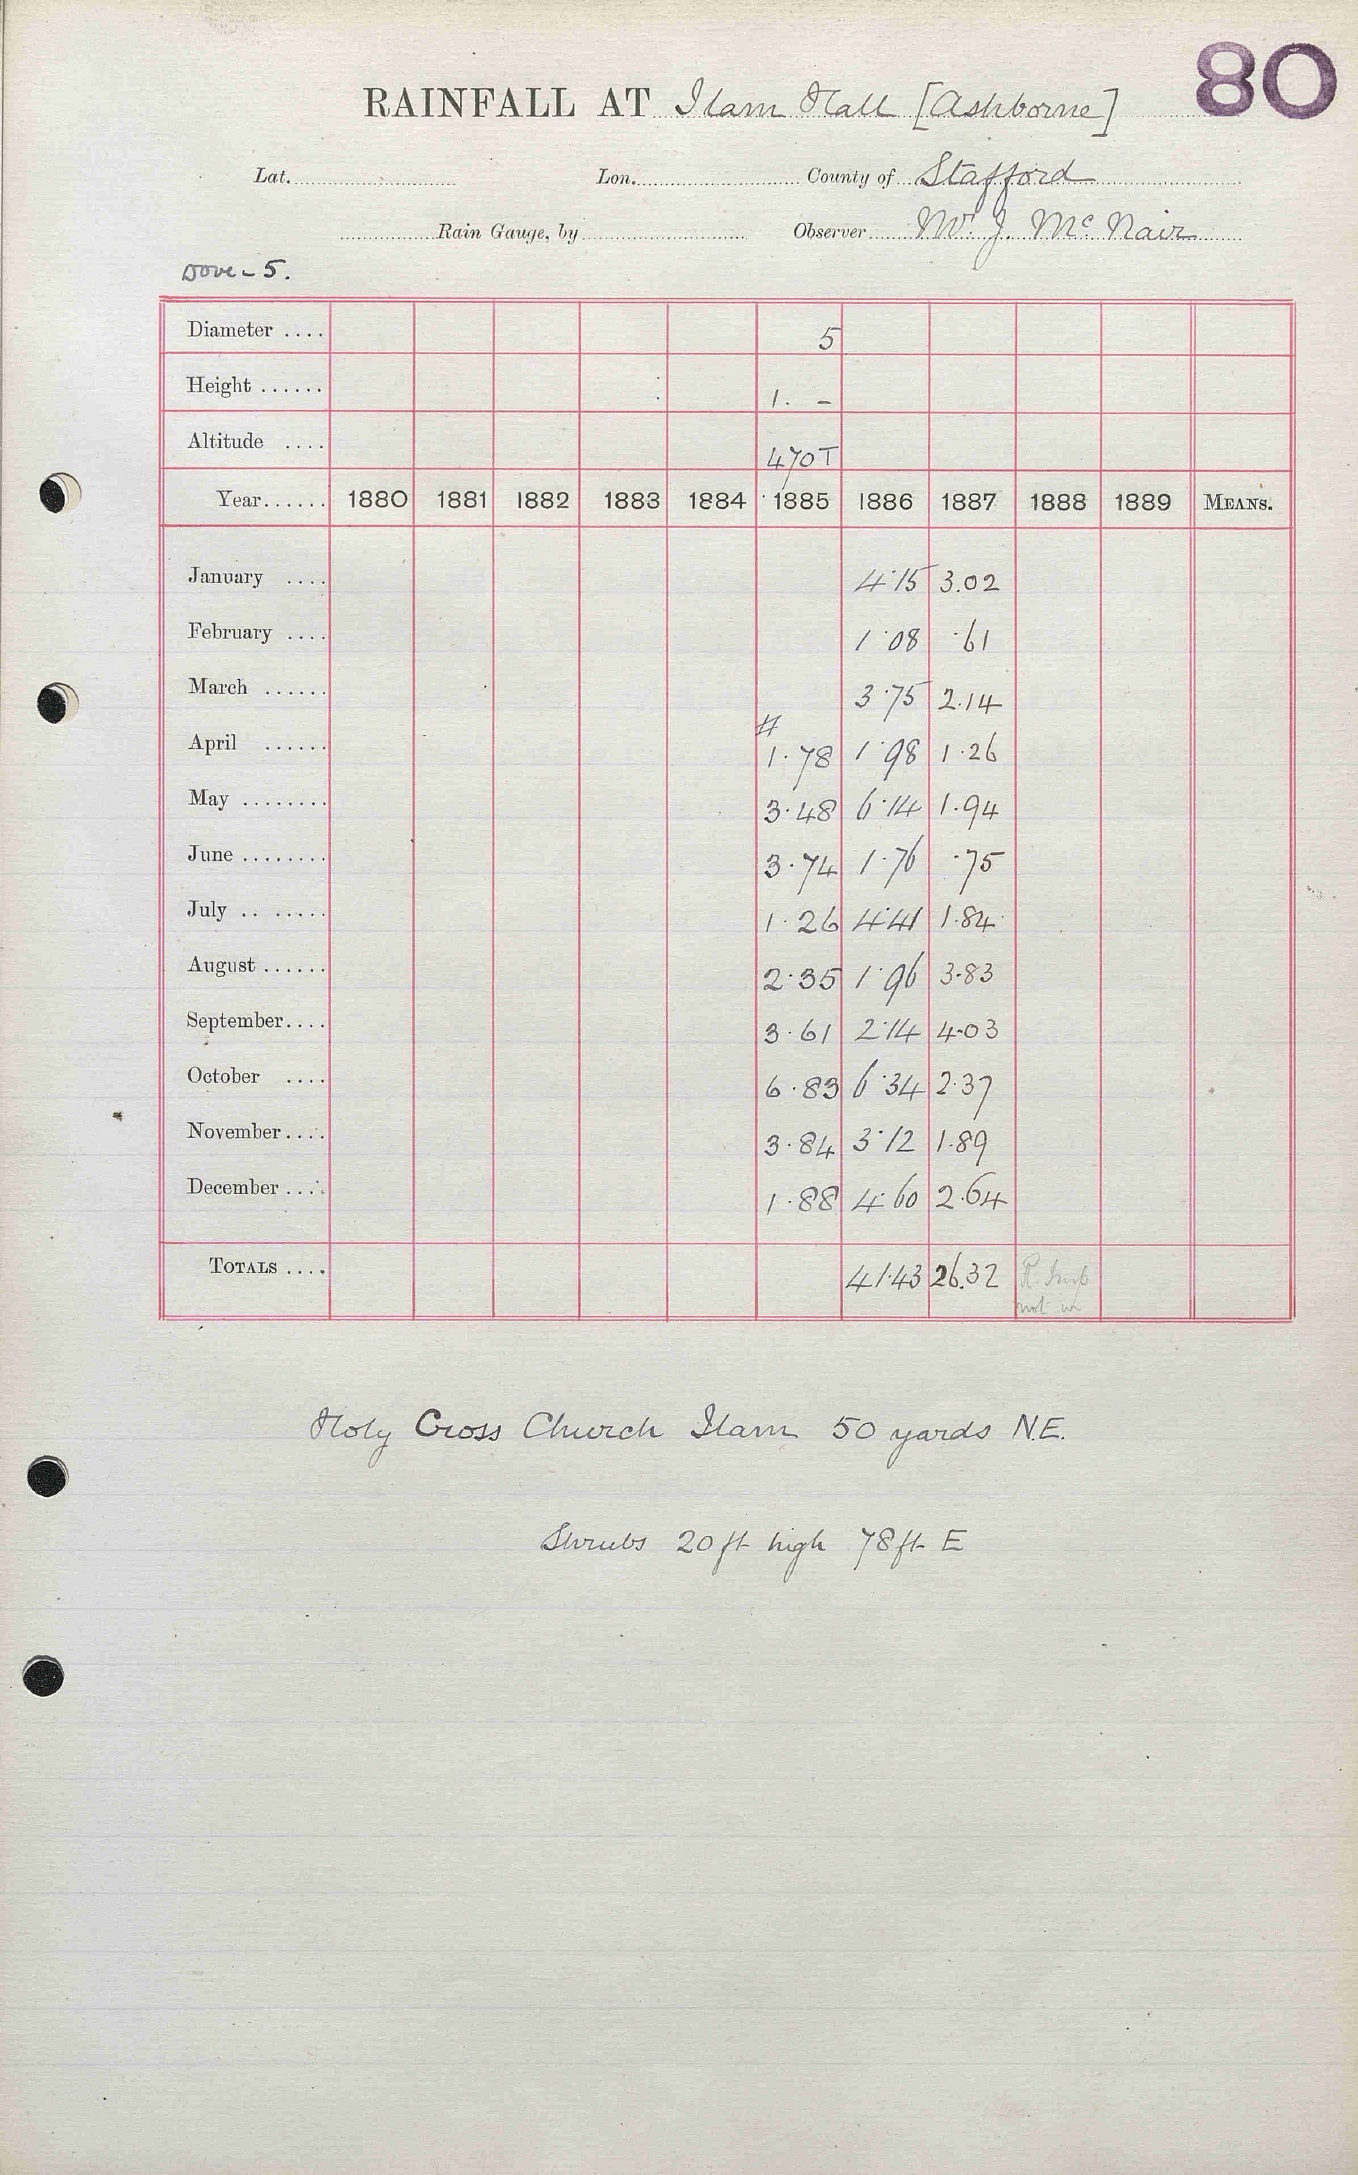 80
RAINFALL AT Ilam Hall [Ashborne]
Lat. Lon. County of Stafford
Rain Gauge, by Observer Mr. J. McNair
Dove - 5.
Diameter .... 5
Height ...... 1. -
Altitude .... 470T
Year...... 1880 1881 1882 1883 1884 1885 1886 1887 1888 1889 MEANS.
January .... 4.15 3.02
February .... 1.08 .61
March ...... 3.75 2.14
#
April ...... 1.78 1.98 1.26
May ........ 3.48 6.14 1.94
June ........ 3.74 1.76 .75
July .. ..... 1.26 4.41 1.84
August ...... 2.35 1.96 3.83
September.... 3.61 2.14 4.03
October .... 6.83 6.34 2.37
November.... 3.84 3.12 1.89
December.... 1.88 4.60 2.64
TOTALS .... 41.43 26.32
not in
Holy Cross Church Ilam 50 yards N.E.
Shrubs 20 ft high 78 ft E